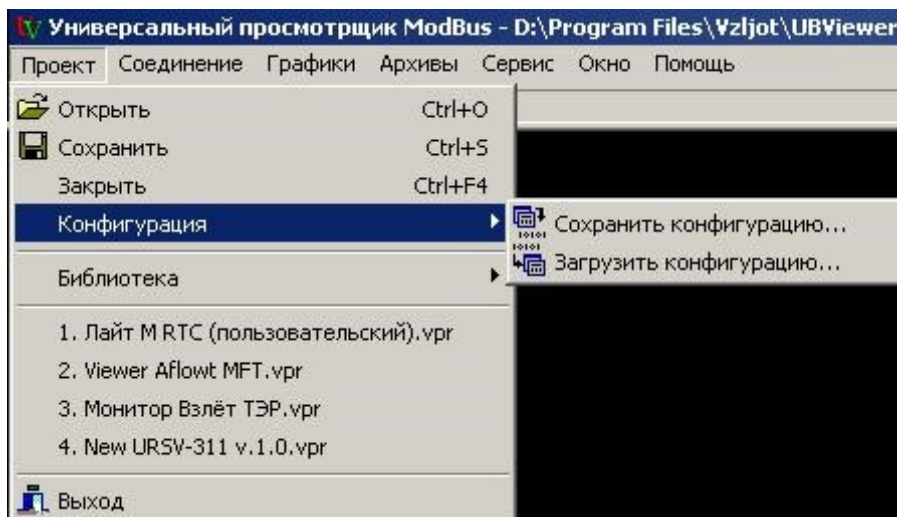 Универсальный просмотрщик ModBus - D:\Program Files\Vzljot\UBViewer
Проект Соединение Графики Архивы Сервис Окно Помощь
Открыть Ctrl+O
Сохранить Ctrl+S
Закрыть Ctrl+F4
Конфигурация
Сохранить конфигурацию...
Загрузить конфигурацию...
Библиотека
1. Лайт М RTC (пользовательский).vpr
2. Viewer Aflowt MFT.vpr
3. Монитор Взлёт ТЭР.vpr
4. New URSV-311 v.1.0.vpr
Выход